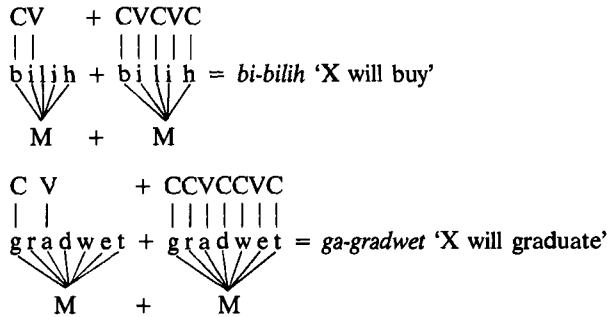 CV + CVCVC
bilih + bilih = bi-bilih ‘X will buy’
M + M
C V + CCVCCVC
gradwet + gradwet = ga-gradwet ‘X will graduate’
M + M